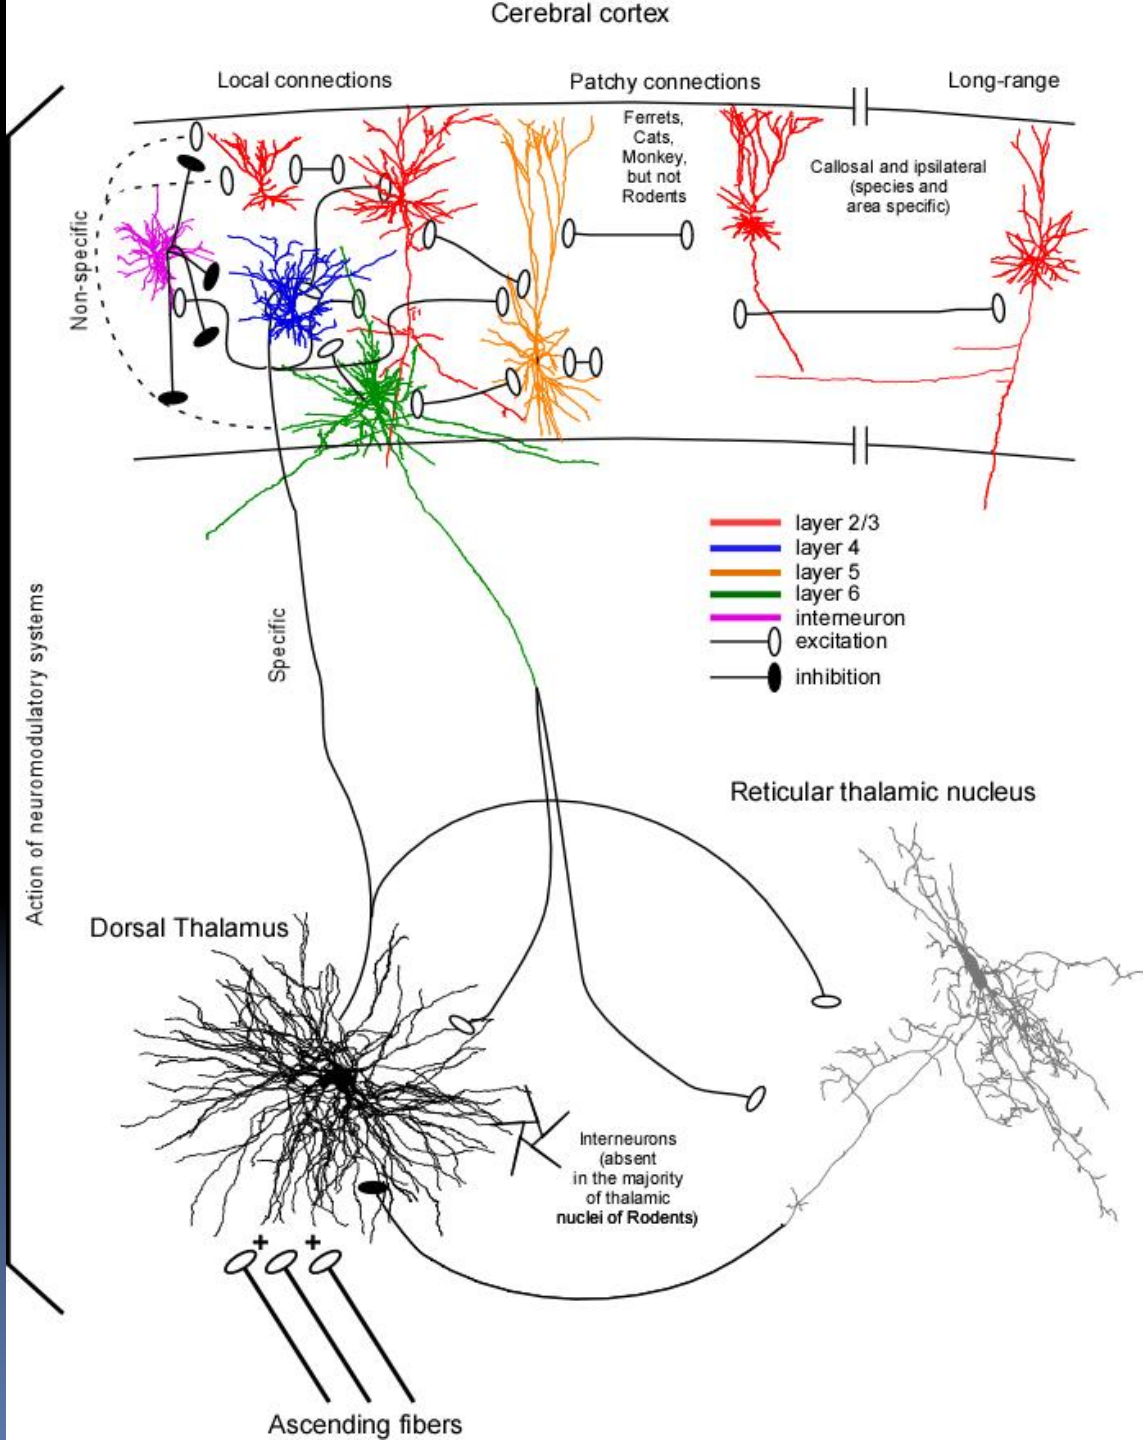 Cerebral cortex
Local connections
Patchy connections
Long-range
Ferrets,
Cats,
Monkey,
but not
Rodents
Callosal and ipsilateral
(species and
area specific)
Non-specific
layer 2/3
layer 4
layer 5
layer 6
interneuron
excitation
inhibition
Specific
Action of neuromodulatory systems
Reticular thalamic nucleus
Dorsal Thalamus
Interneurons
(absent
in the majority
of thalamic
nuclei of Rodents)
+ +
Ascending fibers